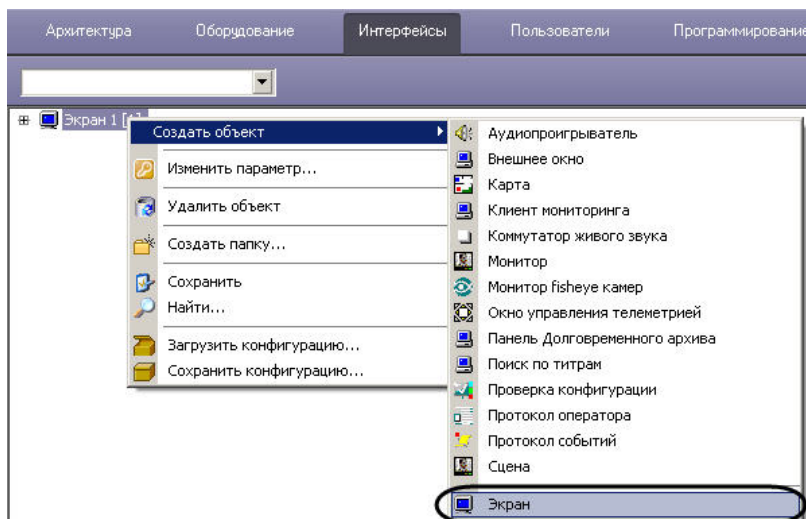 Архитектура Оборудование Интерфейсы Пользователи Программирование
Экран 1 [1]
Создать объект
Изменить параметр...
Удалить объект
Создать папку...
Сохранить
Найти...
Загрузить конфигурацию...
Сохранить конфигурацию...
Аудиопроигрыватель
Внешнее окно
Карта
Клиент мониторинга
Коммутатор живого звука
Монитор
Монитор fisheye камер
Окно управления телеметрией
Панель Долговременного архива
Поиск по титрам
Проверка конфигурации
Протокол оператора
Протокол событий
Сцена
Экран